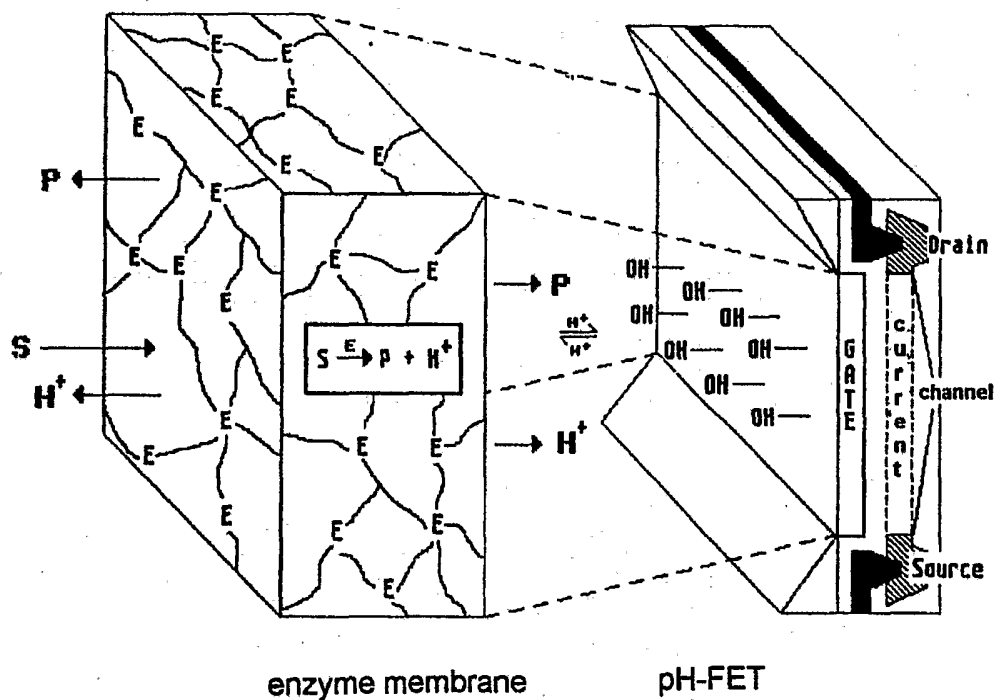 E
E
E
E
E
E
E
P
E
E
E
E
E
E
E
P
OH
OH
OH
OH
OH
OH
OH
OH
H⁺ ⇌ H⁺
S
S E→ P + H⁺
H⁺
E
E
E
E
E
H⁺
E
E
E
E
GATE
current
Drain
channel
Source
enzyme membrane
pH-FET